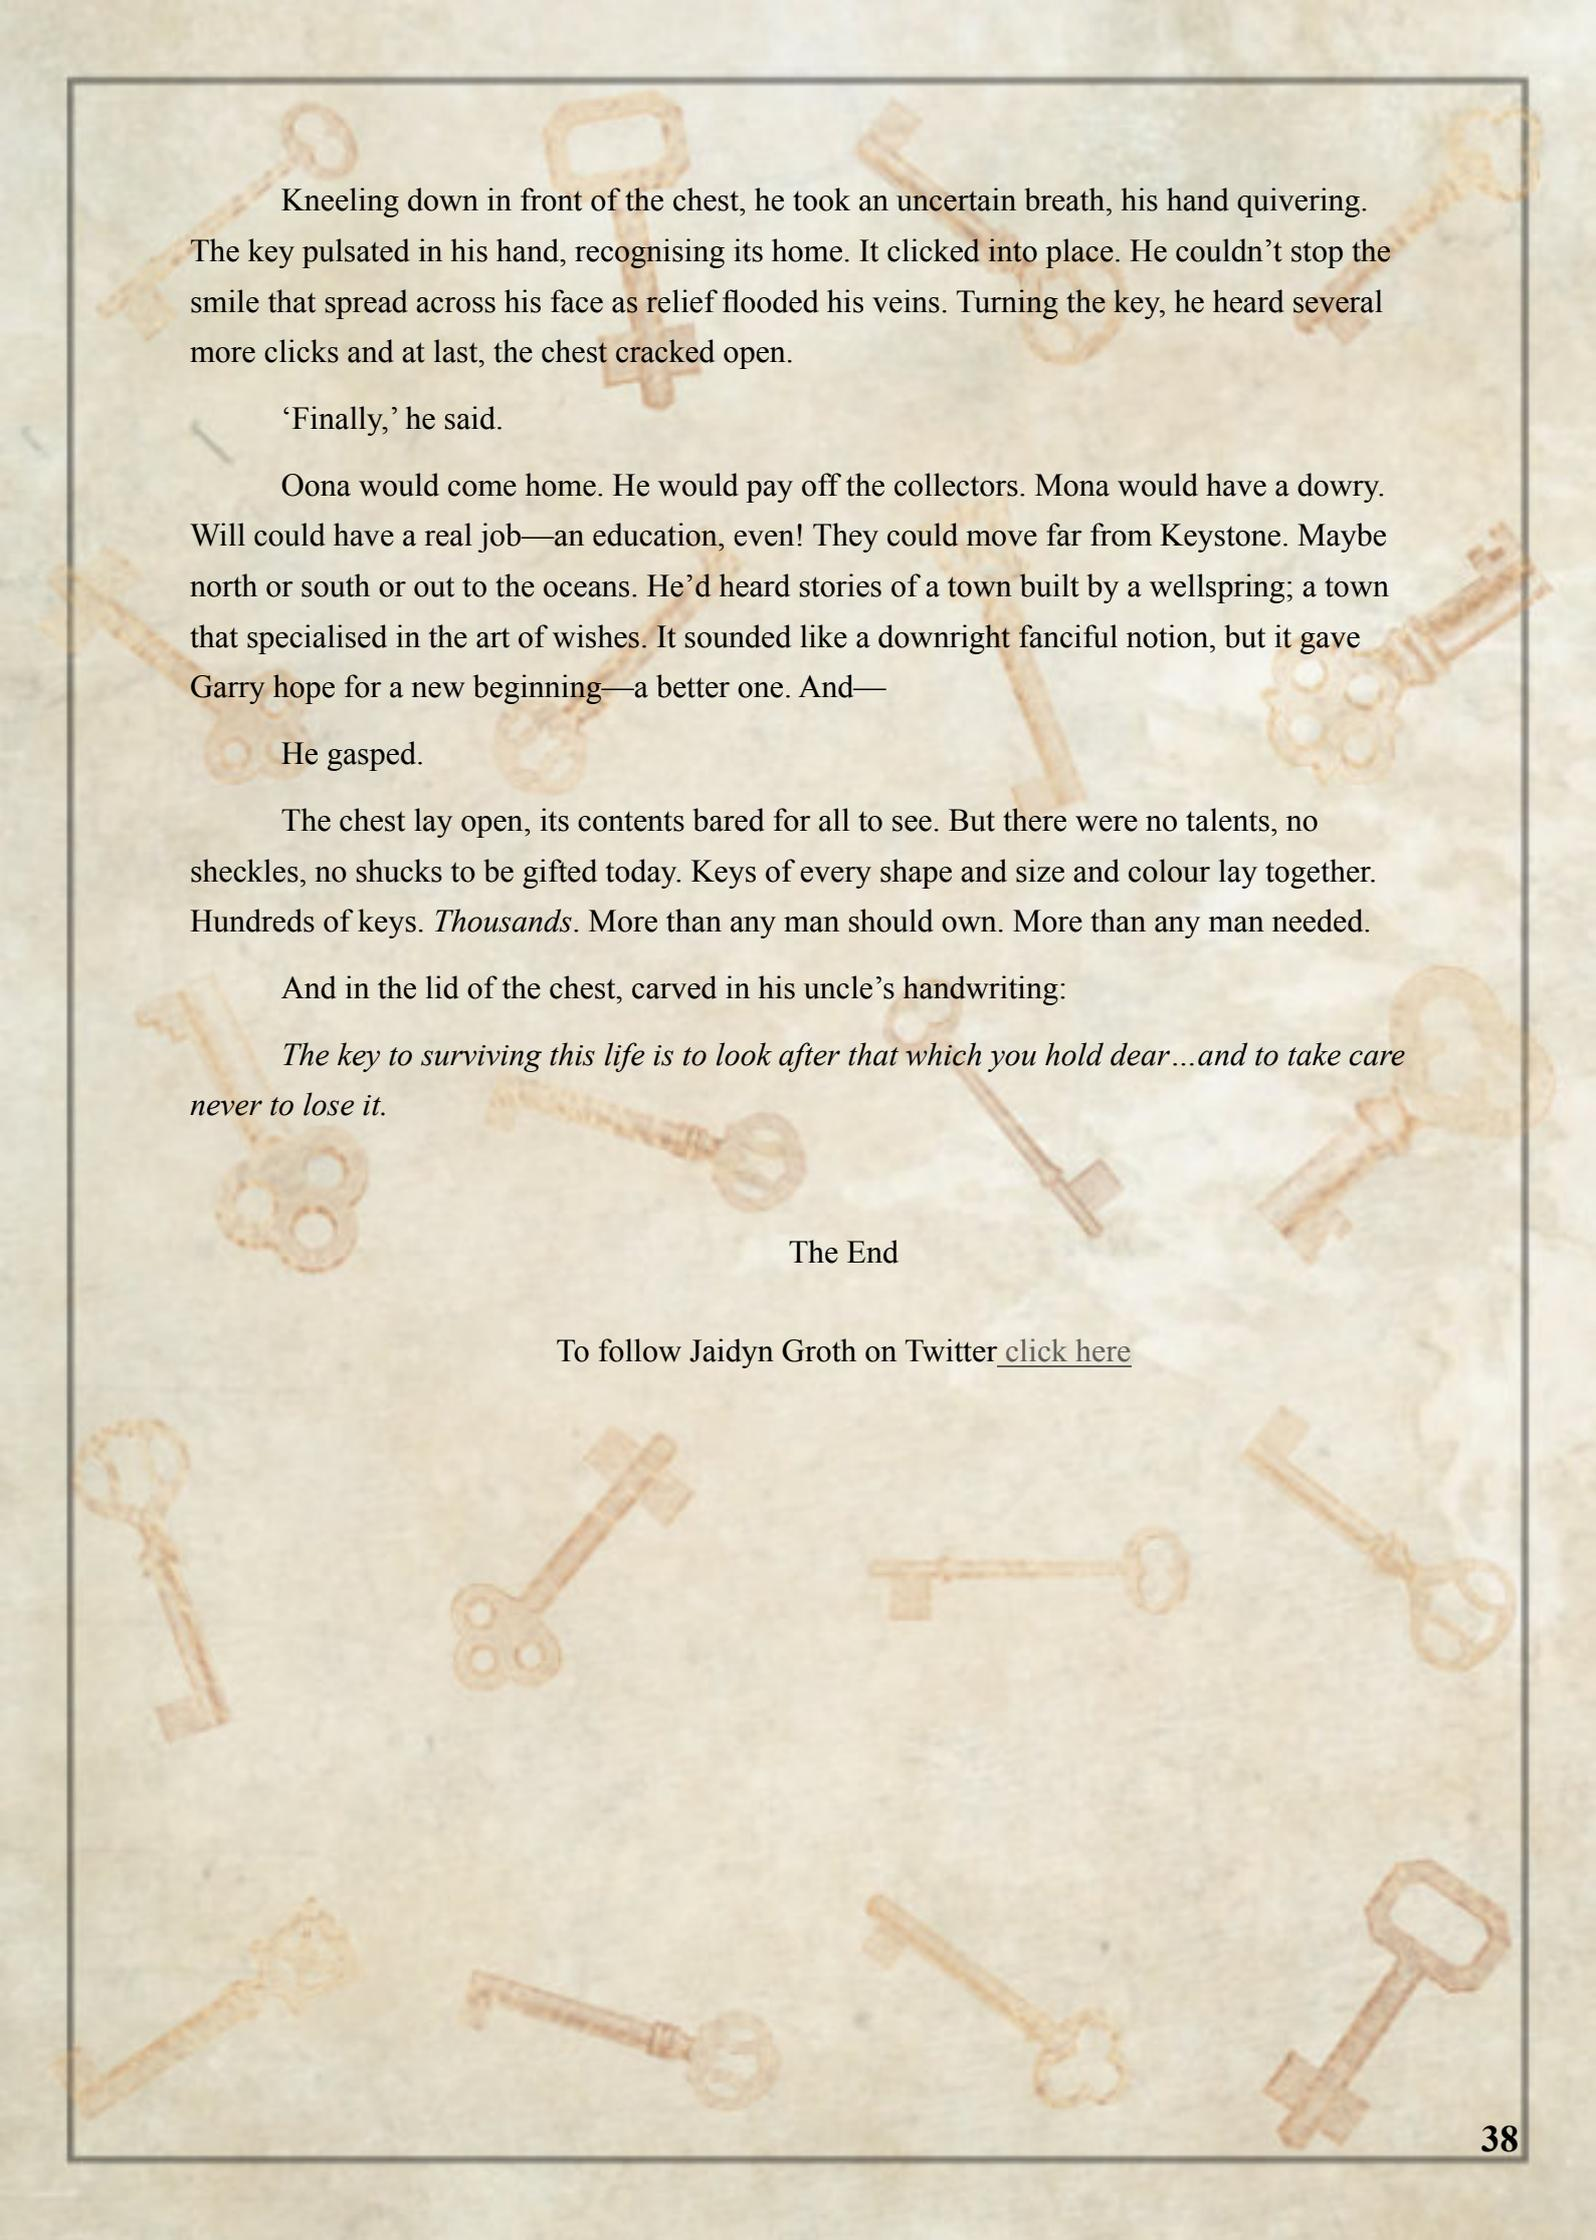 Kneeling down in front of the chest, he took an uncertain breath, his hand quivering.
The key pulsated in his hand, recognising its home. It clicked into place. He couldn’t stop the
smile that spread across his face as relief flooded his veins. Turning the key, he heard several
more clicks and at last, the chest cracked open.
‘Finally,’ he said.
Oona would come home. He would pay off the collectors. Mona would have a dowry.
Will could have a real job—an education, even! They could move far from Keystone. Maybe
north or south or out to the oceans. He’d heard stories of a town built by a wellspring; a town
that specialised in the art of wishes. It sounded like a downright fanciful notion, but it gave
Garry hope for a new beginning—a better one. And—
He gasped.
The chest lay open, its contents bared for all to see. But there were no talents, no
sheckles, no shucks to be gifted today. Keys of every shape and size and colour lay together.
Hundreds of keys. Thousands. More than any man should own. More than any man needed.
And in the lid of the chest, carved in his uncle’s handwriting:
The key to surviving this life is to look after that which you hold dear…and to take care
never to lose it.
The End
To follow Jaidyn Groth on Twitter click here
38